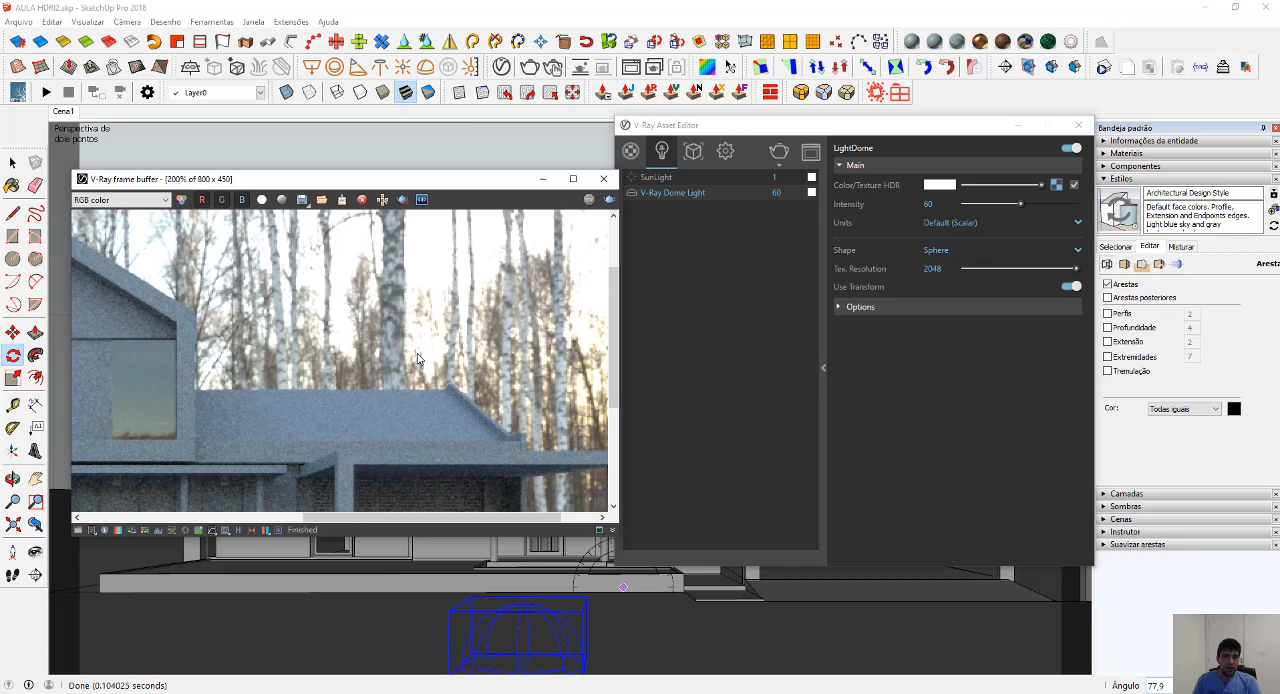 AULA HDRI2.skp - SketchUp Pro 2018
Arquivo Editar Visualizar Câmera Desenho Ferramentas Janela Extensões Ajuda
Layer0
Cena1
Perspectiva de
dois pontos
V-Ray frame buffer - [200% of 800 x 450]
RGB color
R G B
Finished
V-Ray Asset Editor
SunLight 1
V-Ray Dome Light 60
LightDome
Main
Color/Texture HDR
Intensity 60
Units Default (Scalar)
Shape Sphere
Tex. Resolution 2048
Use Transform
Options
Bandeja padrão
Informações da entidade
Materiais
Componentes
Estilos
Architectural Design Style
Default face colors. Profile,
Extension and Endpoints edges.
Light blue sky and gray
Selecionar Editar Misturar
Aresta
Arestas
Arestas posteriores
Perfis 2
Profundidade 4
Extensão 2
Extremidades 7
Tremulação
Cor: Todas iguais
Camadas
Sombras
Cenas
Instrutor
Suavizar arestas
Done (0.104025 seconds)
Ângulo 77,9